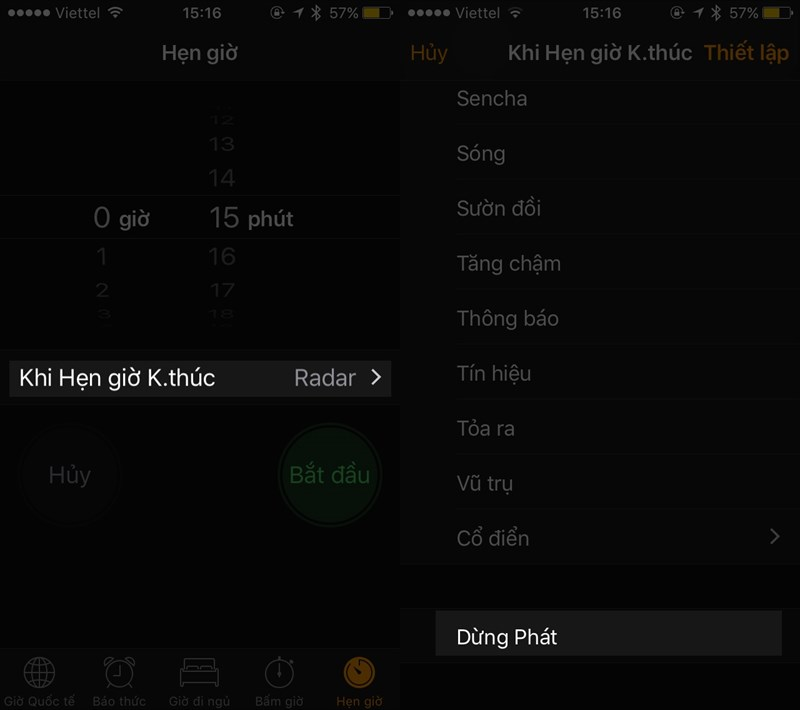 Viettel 15:16 57%
Hẹn giờ
12
13
14
0 giờ 15 phút
1 16
2 17
3 18
Khi Hẹn giờ K.thúc Radar
Hủy Bắt đầu
Giờ Quốc tế Báo thức Giờ đi ngủ Bấm giờ Hẹn giờ
Viettel 15:16 57%
Hủy Khi Hẹn giờ K.thúc Thiết lập
Sencha
Sóng
Sườn đồi
Tăng chậm
Thông báo
Tín hiệu
Tỏa ra
Vũ trụ
Cổ điển
Dừng Phát